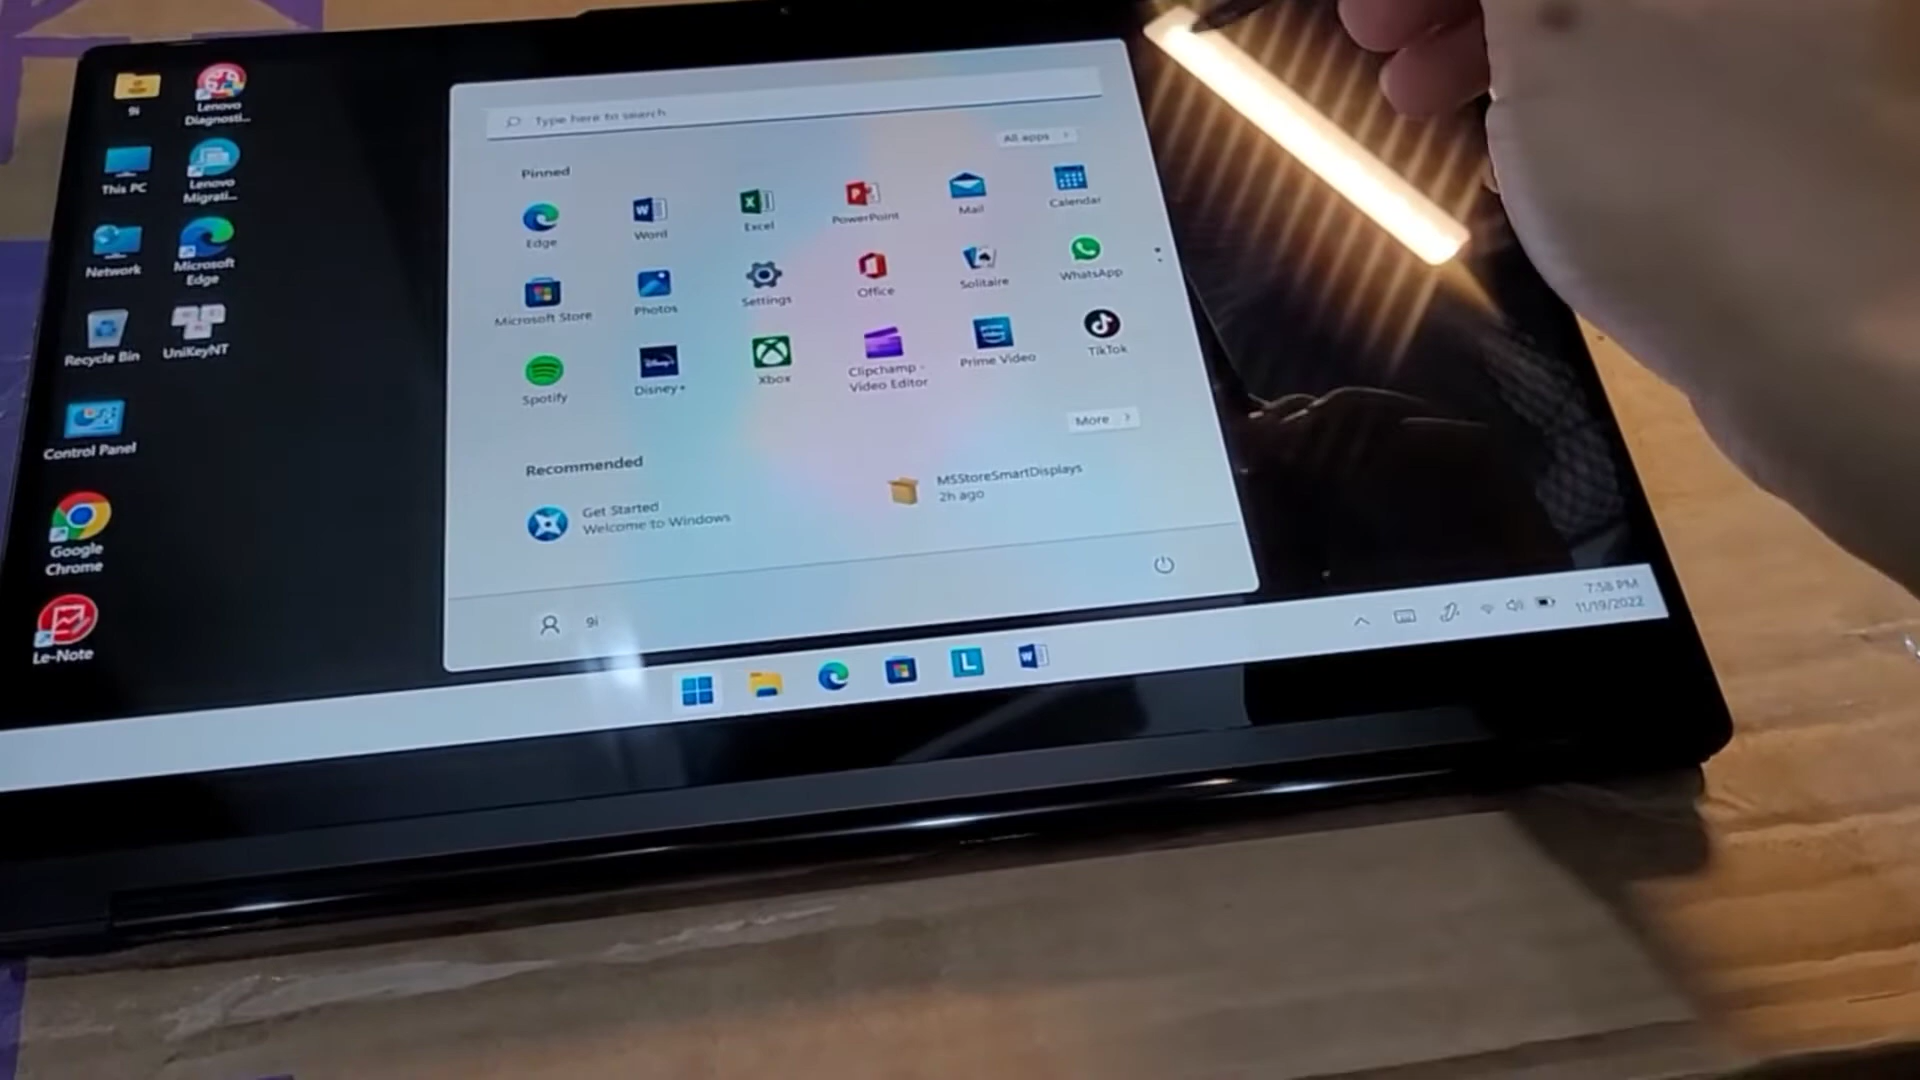 9i
Lenovo
Diagnosti...
This PC
Lenovo
Migrati...
Network
Microsoft
Edge
Recycle Bin
UniKeyNT
Control Panel
Google
Chrome
Le-Note
Type here to search
All apps
Pinned
Edge
Word
Excel
PowerPoint
Mail
Calendar
Microsoft Store
Photos
Settings
Office
Solitaire
WhatsApp
Spotify
Disney+
Xbox
Clipchamp -
Video Editor
Prime Video
TikTok
More
Recommended
Get Started
Welcome to Windows
MSStoreSmartDisplays
2h ago
9i
7:58 PM
11/19/2022